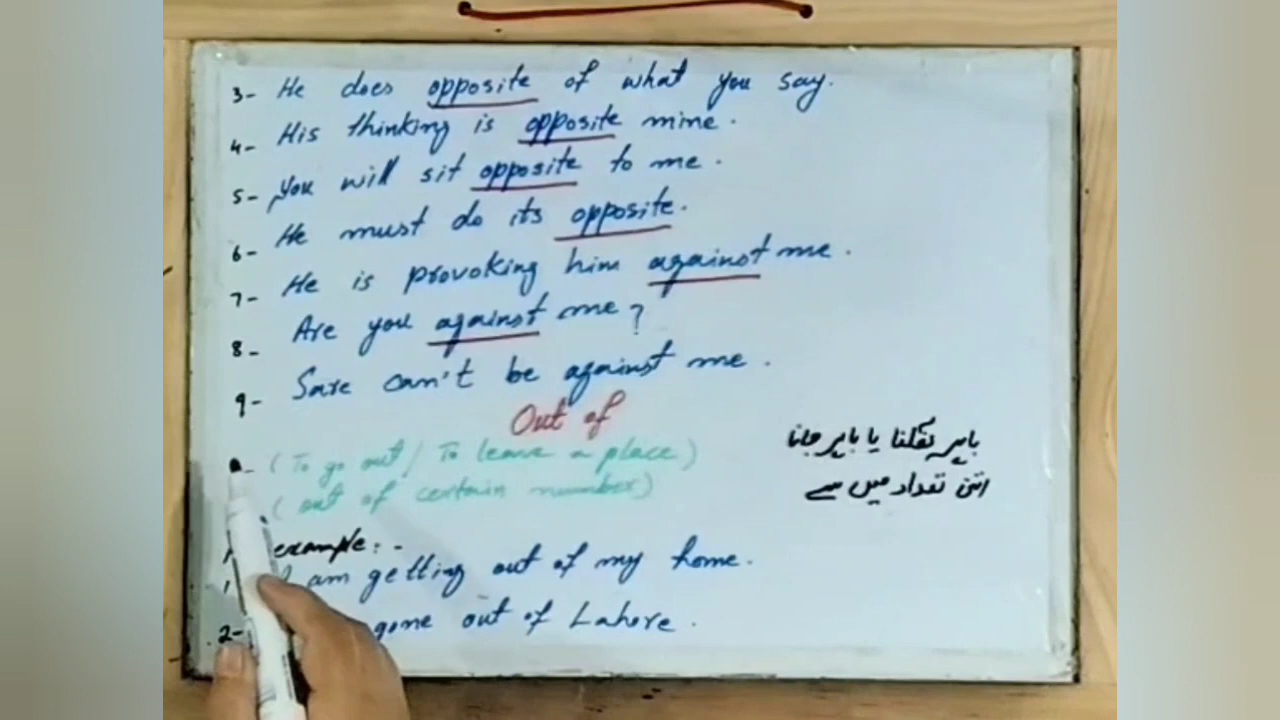 3- He does opposite of what you say.
4- His thinking is opposite mine.
5- You will sit opposite to me.
6- He must do its opposite.
7- He is provoking him against me.
8- Are you against me?
9- Sare can't be against me.
Out of
(To go out/ To leave a place) باہر نکلنا یا باہر جانا
(out of certain number) اتنی تعداد میں سے
example:-
am getting out of my home.
2- gone out of Lahore.